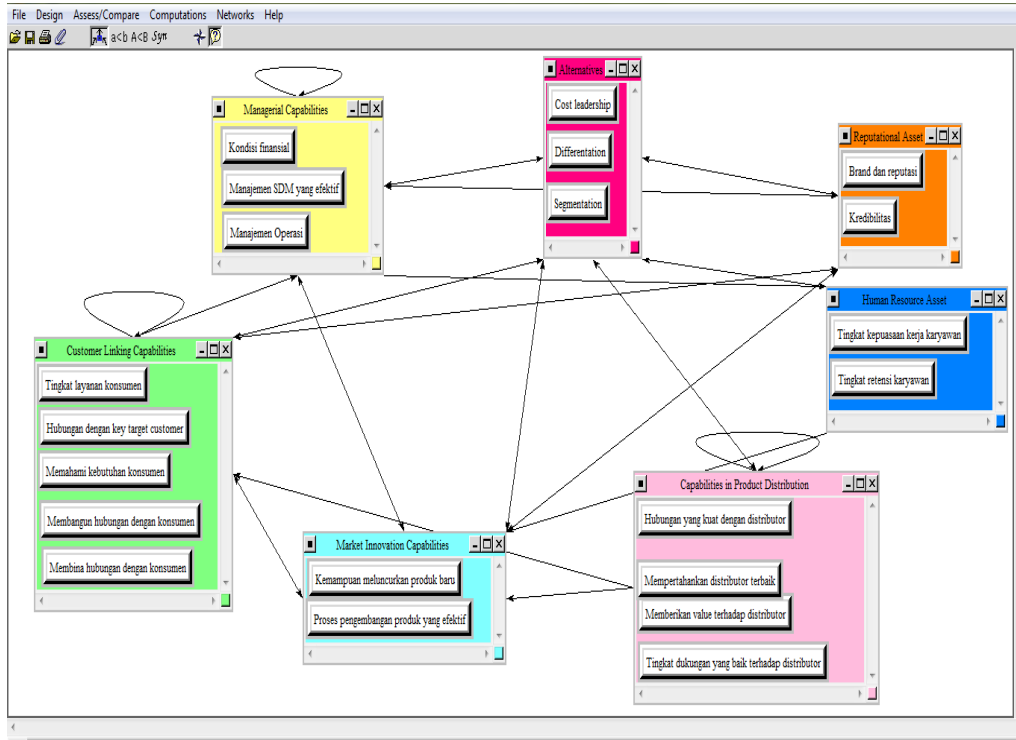 File Design Assess/Compare Computations Networks Help
a<b A<B Syn
Managerial Capabilities
Kondisi finansial
Manajemen SDM yang efektif
Manajemen Operasi
Alternatives
Cost leadership
Differentation
Segmentation
Reputational Asset
Brand dan reputasi
Kredibilitas
Human Resource Asset
Tingkat kepuasaan kerja karyawan
Tingkat retensi karyawan
Customer Linking Capabilities
Tingkat layanan konsumen
Hubungan dengan key target customer
Memahami kebutuhan konsumen
Membangun hubungan dengan konsumen
Membina hubungan dengan konsumen
Market Innovation Capabilities
Kemampuan meluncurkan produk baru
Proses pengembangan produk yang efektif
Capabilities in Product Distribution
Hubungan yang kuat dengan distributor
Mempertahankan distributor terbaik
Memberikan value terhadap distributor
Tingkat dukungan yang baik terhadap distributor